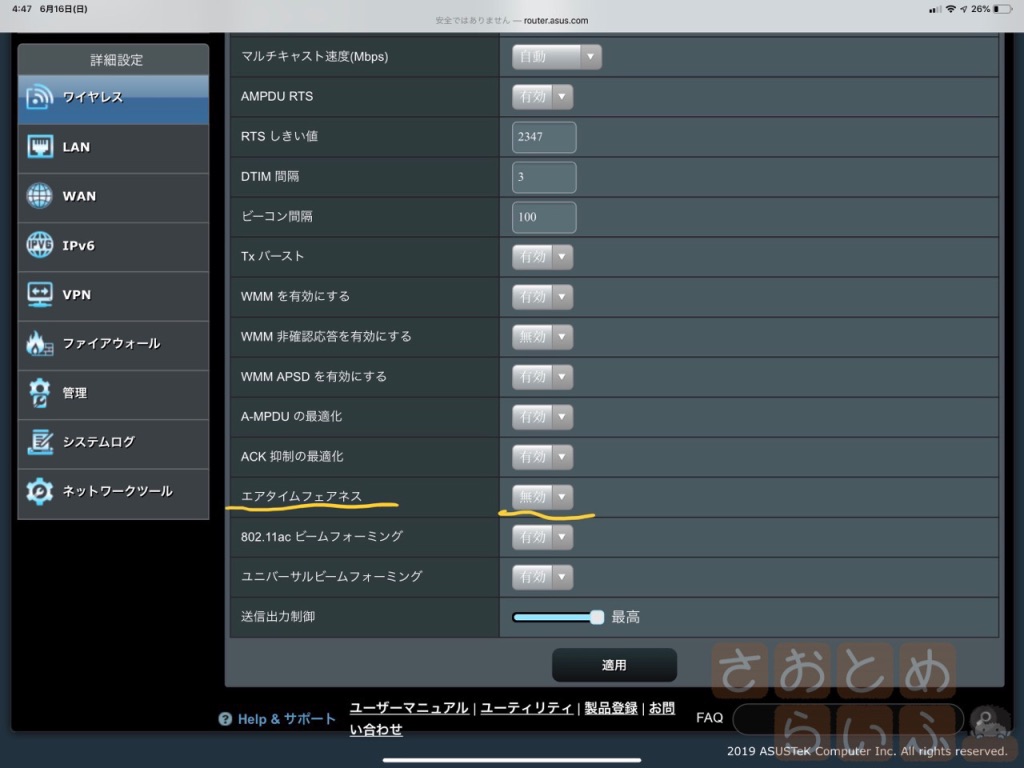 4:47 6月16日(日)
26%
安全ではありません — router.asus.com
詳細設定
ワイヤレス
LAN
WAN
IPv6
VPN
ファイアウォール
管理
システムログ
ネットワークツール
マルチキャスト速度(Mbps) 自動
AMPDU RTS 有効
RTS しきい値 2347
DTIM 間隔 3
ビーコン間隔 100
Tx バースト 有効
WMM を有効にする 有効
WMM 非確認応答を有効にする 無効
WMM APSD を有効にする 有効
A-MPDU の最適化 有効
ACK 抑制の最適化 有効
エアタイムフェアネス 無効
802.11ac ビームフォーミング 有効
ユニバーサルビームフォーミング 有効
送信出力制御 最高
適用
Help & サポート
ユーザーマニュアル | ユーティリティ | 製品登録 | お問
い合わせ
FAQ
2019 ASUSTeK Computer Inc. All rights reserved.
さおとめ
らいふ